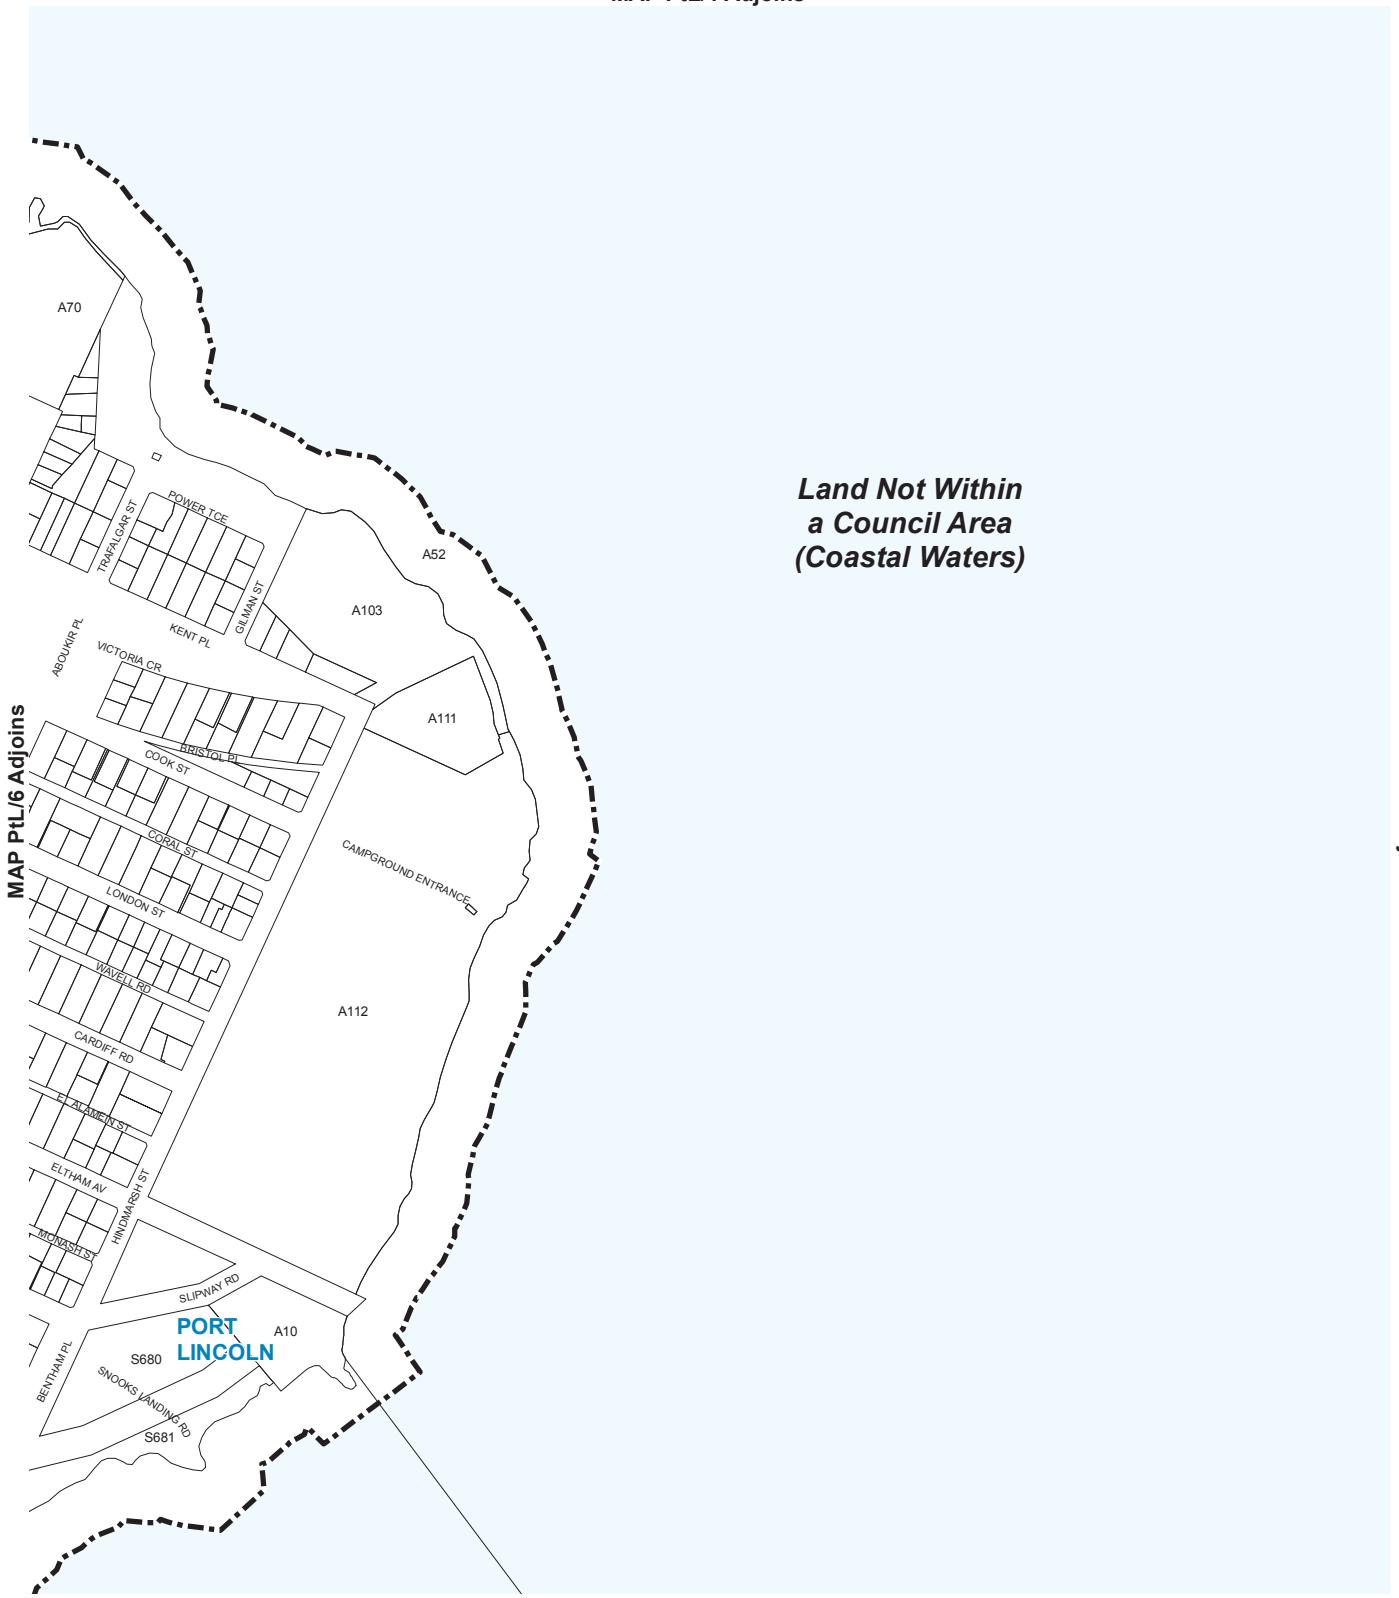 A70
POWER TCE
TRAFALGAR ST
Land Not Within
a Council Area
(Coastal Waters)
A52
A103
GILMAN ST
KENT PL
ABOUKIR PL
VICTORIA CR
A111
MAP PtL/6 Adjoins
BRISTOL PL
COOK ST
CORAL ST
CAMPGROUND ENTRANCE
LONDON ST
WAVELL RD
A112
CARDIFF RD
EL ALAMEIN ST
ELTHAM AV
HINDMARSH ST
MONASH ST
SLIPWAY RD
PORT
LINCOLN
A10
S680
BENTHAM PL
SNOOKS LANDING RD
S681